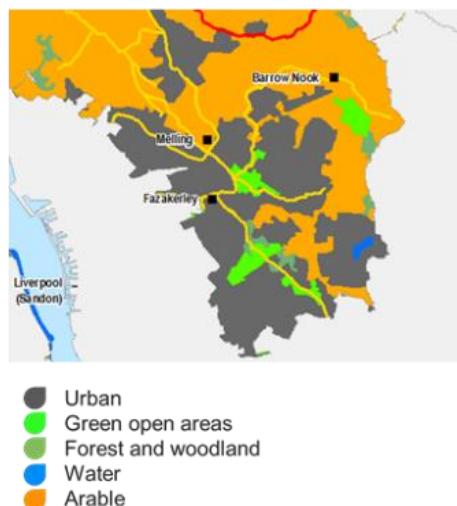 Barrow Nook
Melling
Fazakerley
Liverpool
(Sandon)
Urban
Green open areas
Forest and woodland
Water
Arable